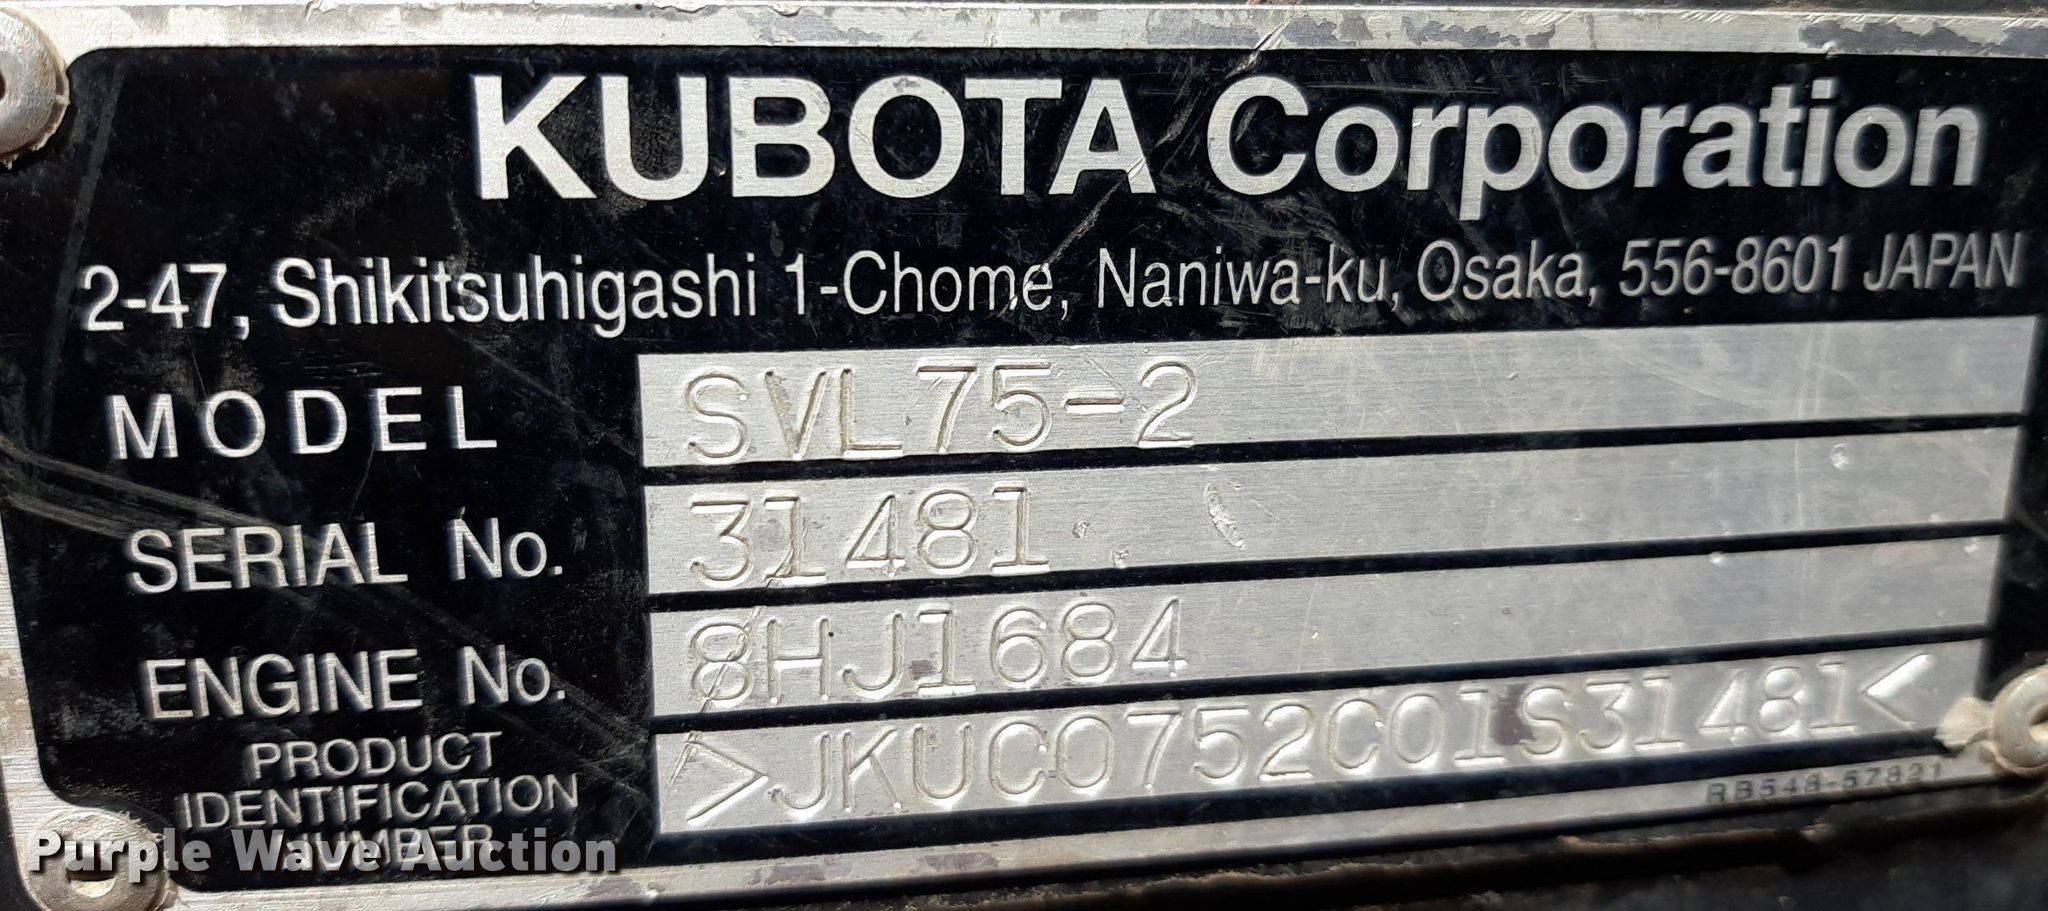 KUBOTA Corporation
2-47, Shikitsuhigashi 1-Chome, Naniwa-ku, Osaka, 556-8601 JAPAN
MODEL SVL75-2
SERIAL No. 31481
ENGINE No. 8HJ1684
PRODUCT
IDENTIFICATION
NUMBER >JKUC0752C01S31481<
RB548-57821
Purple Wave Auction